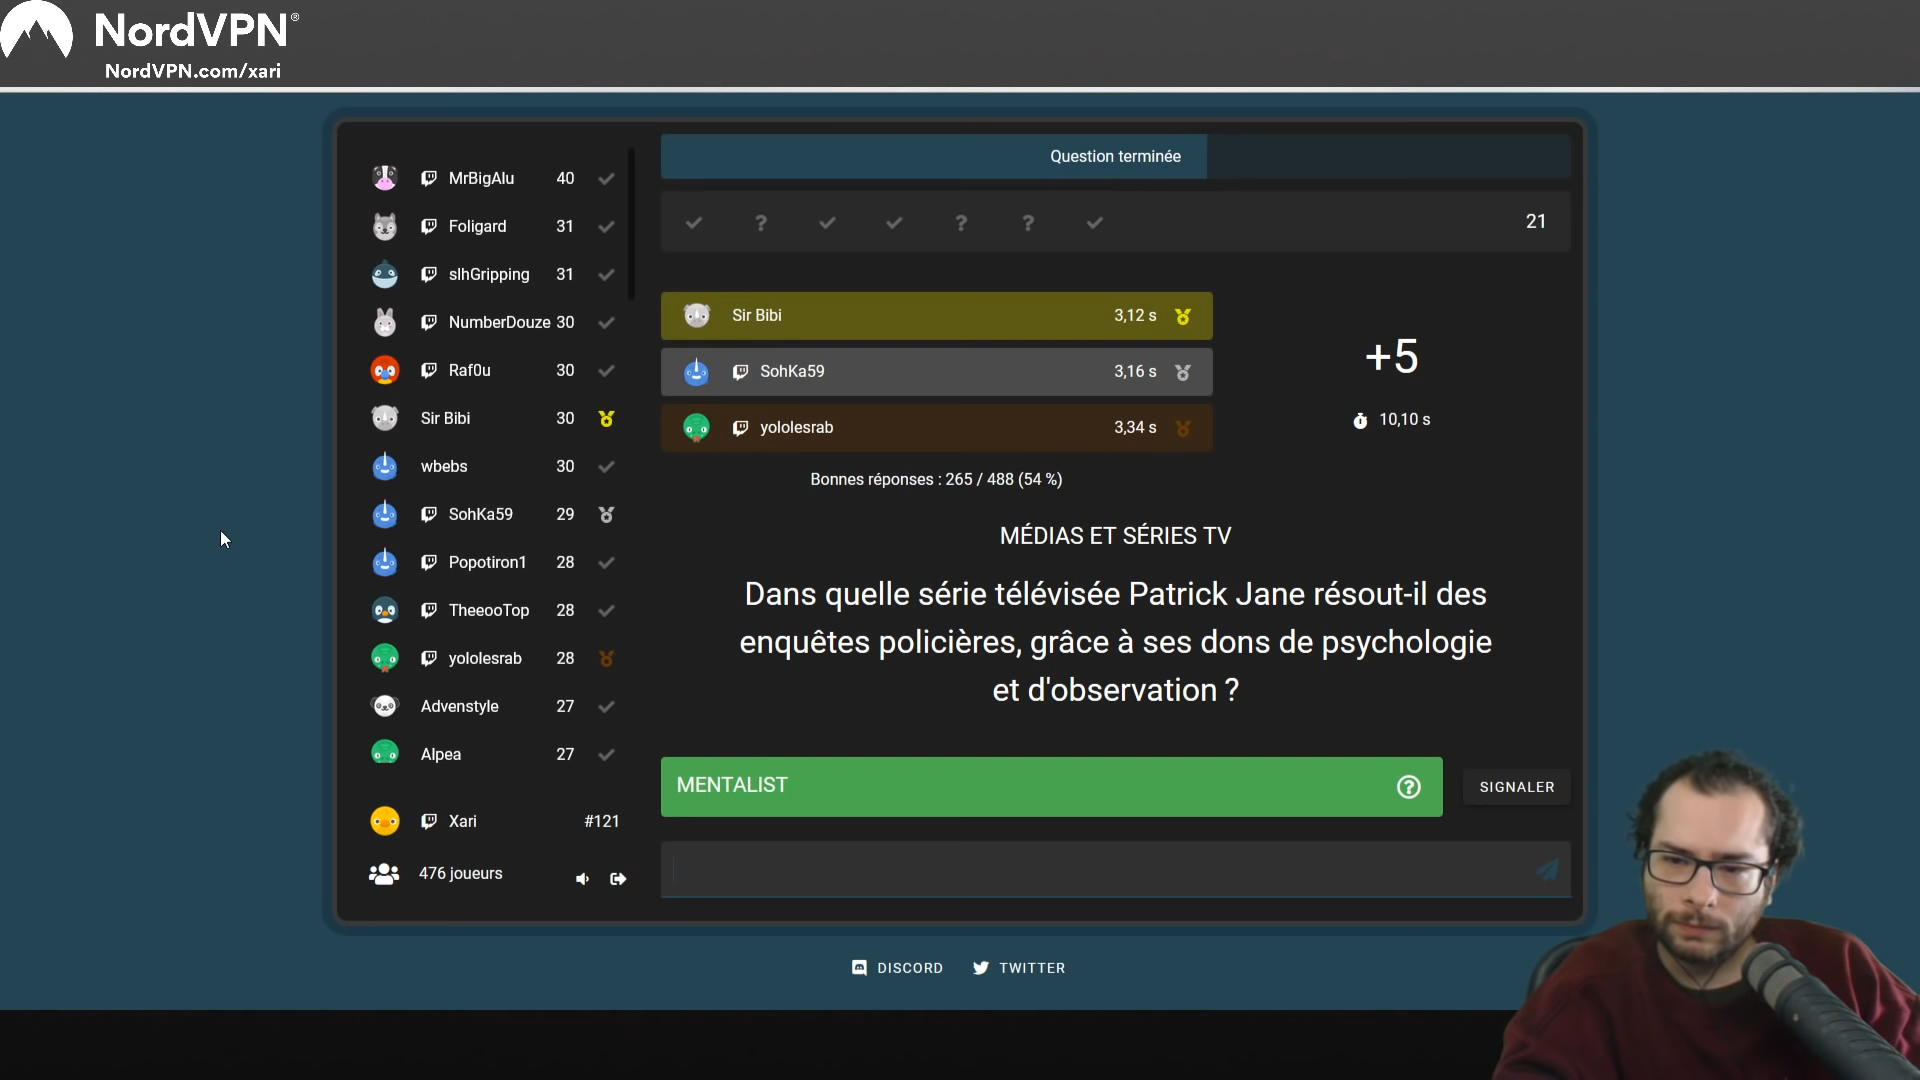 NordVPN®
NordVPN.com/xari
MrBigAlu 40
Foligard 31
slhGripping 31
NumberDouze 30
Raf0u 30
Sir Bibi 30
wbebs 30
SohKa59 29
Popotiron1 28
TheeooTop 28
yololesrab 28
Advenstyle 27
Alpea 27
Xari #121
476 joueurs
Question terminée
? ? ? 21
Sir Bibi 3,12 s
SohKa59 3,16 s
yololesrab 3,34 s
+5
10,10 s
Bonnes réponses : 265 / 488 (54 %)
MÉDIAS ET SÉRIES TV
Dans quelle série télévisée Patrick Jane résout-il des
enquêtes policières, grâce à ses dons de psychologie
et d'observation ?
MENTALIST ?
SIGNALER
DISCORD TWITTER